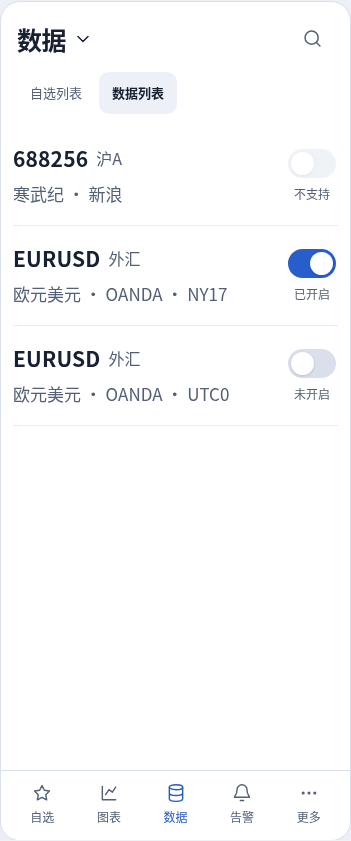 数据
自选列表 数据列表
688256 沪A
寒武纪 · 新浪
不支持
EURUSD 外汇
欧元美元 · OANDA · NY17
已开启
EURUSD 外汇
欧元美元 · OANDA · UTC0
未开启
自选 图表 数据 告警 更多